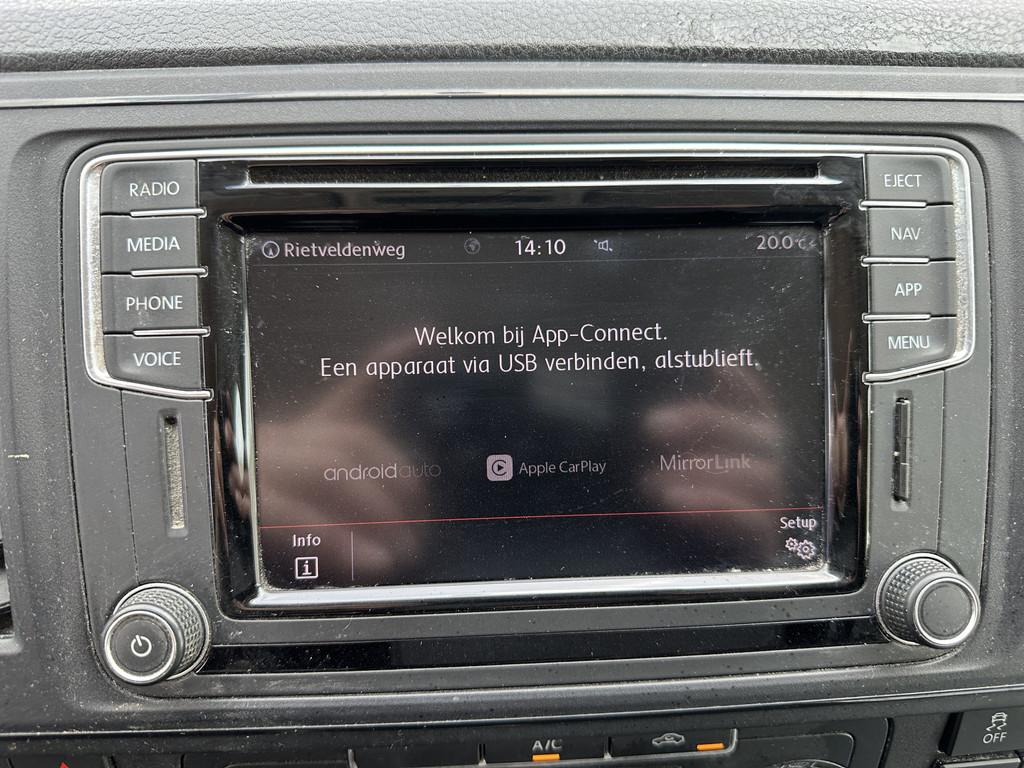 RADIO
MEDIA
PHONE
VOICE
EJECT
NAV
APP
MENU
Rietveldenweg 14:10 20.0°C
Welkom bij App-Connect.
Een apparaat via USB verbinden, alstublieft.
androidauto Apple CarPlay MirrorLink
Info Setup
i
A/C
OFF